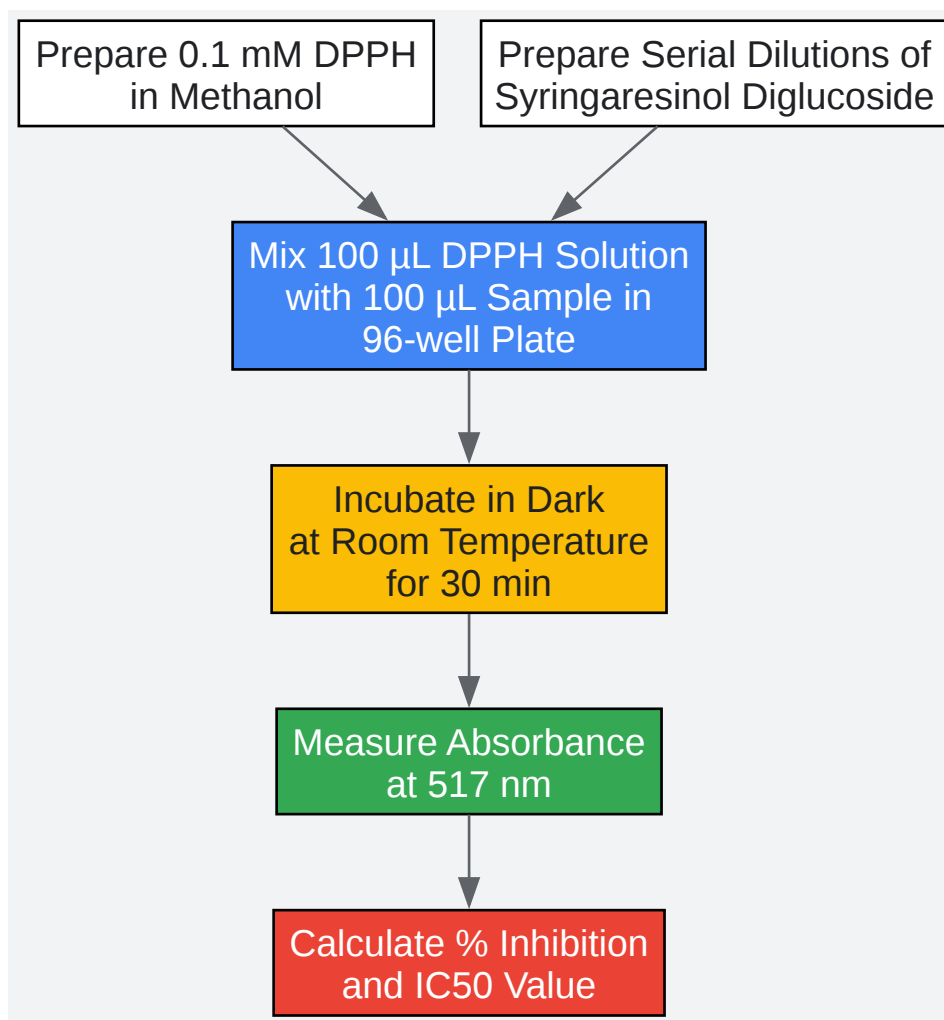 Prepare 0.1 mM DPPH
in Methanol
Prepare Serial Dilutions of
Syringaresinol Diglucoside
Mix 100 µL DPPH Solution
with 100 µL Sample in
96-well Plate
Incubate in Dark
at Room Temperature
for 30 min
Measure Absorbance
at 517 nm
Calculate % Inhibition
and IC50 Value